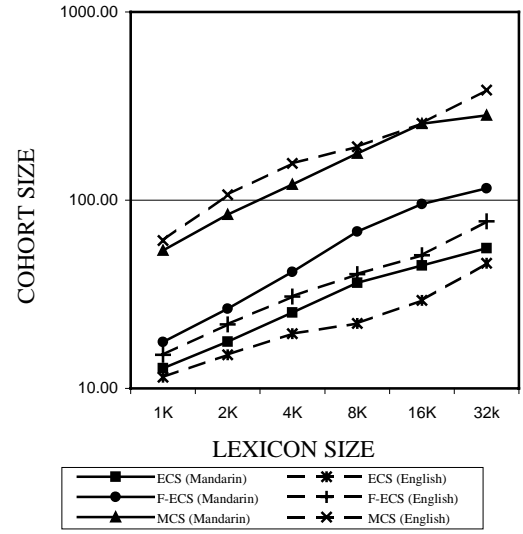 1000.00
100.00
10.00
COHORT SIZE
1K 2K 4K 8K 16K 32k
LEXICON SIZE
ECS (Mandarin) ECS (English)
F-ECS (Mandarin) F-ECS (English)
MCS (Mandarin) MCS (English)